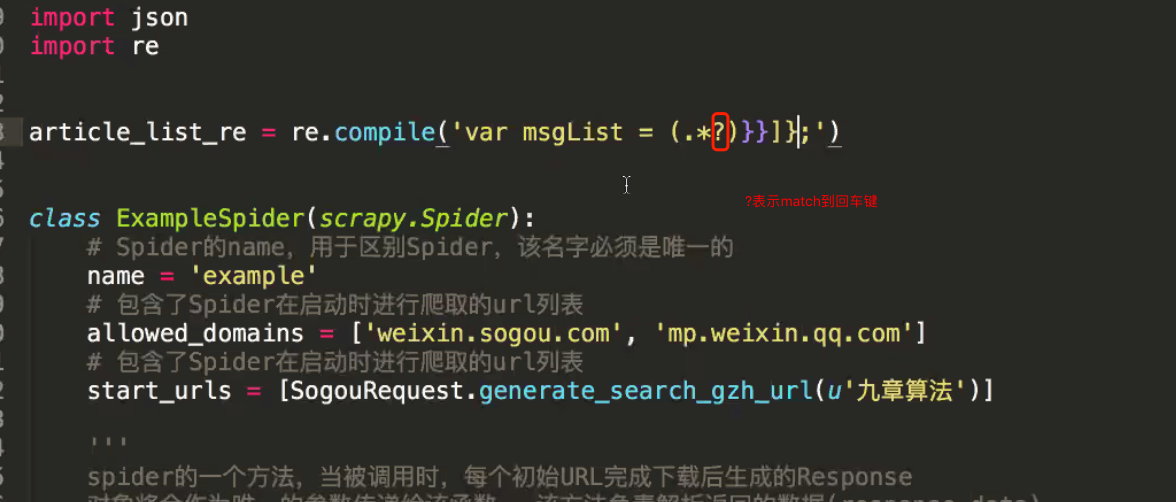 import json
import re
article_list_re = re.compile('var msgList = (.*?)}}]};')
?表示match到回车键
class ExampleSpider(scrapy.Spider):
# Spider的name，用于区别Spider，该名字必须是唯一的
name = 'example'
# 包含了Spider在启动时进行爬取的url列表
allowed_domains = ['weixin.sogou.com', 'mp.weixin.qq.com']
# 包含了Spider在启动时进行爬取的url列表
start_urls = [SogouRequest.generate_search_gzh_url(u'九章算法')]
'''
spider的一个方法，当被调用时，每个初始URL完成下载后生成的Response